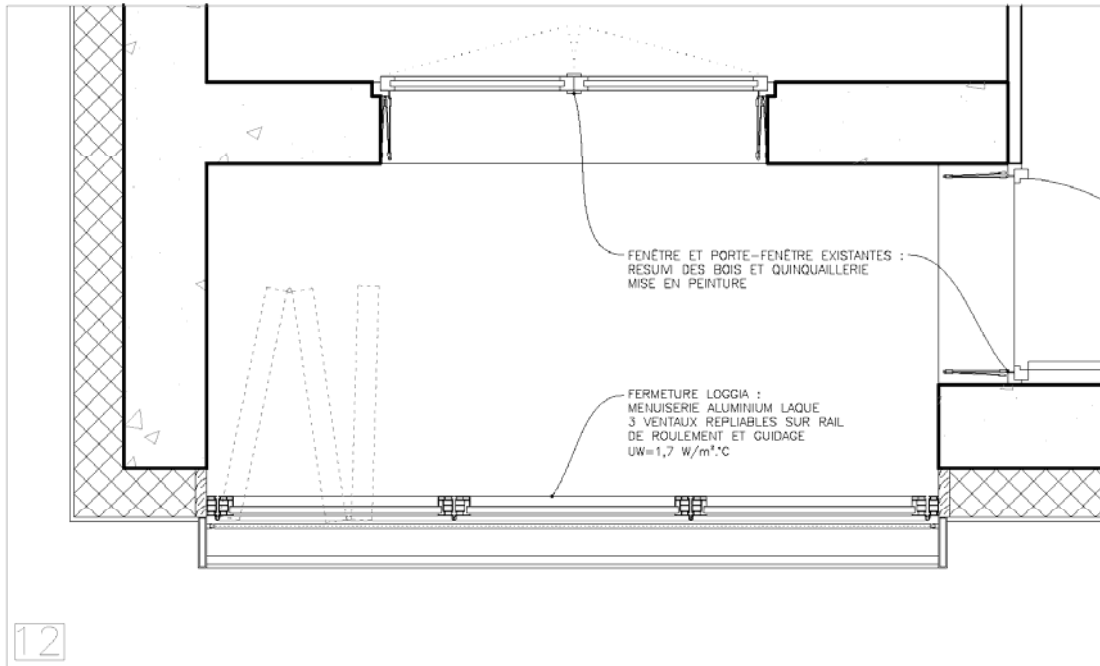 FENÊTRE ET PORTE-FENÊTRE EXISTANTES :
RESUIVI DES BOIS ET QUINQUAILLERIE
MISE EN PEINTURE
FERMETURE LOGGIA :
MENUISERIE ALUMINIUM LAQUE
3 VENTAUX REPLIABLES SUR RAIL
DE ROULEMENT ET GUIDAGE
UW=1,7 W/m².°C
12